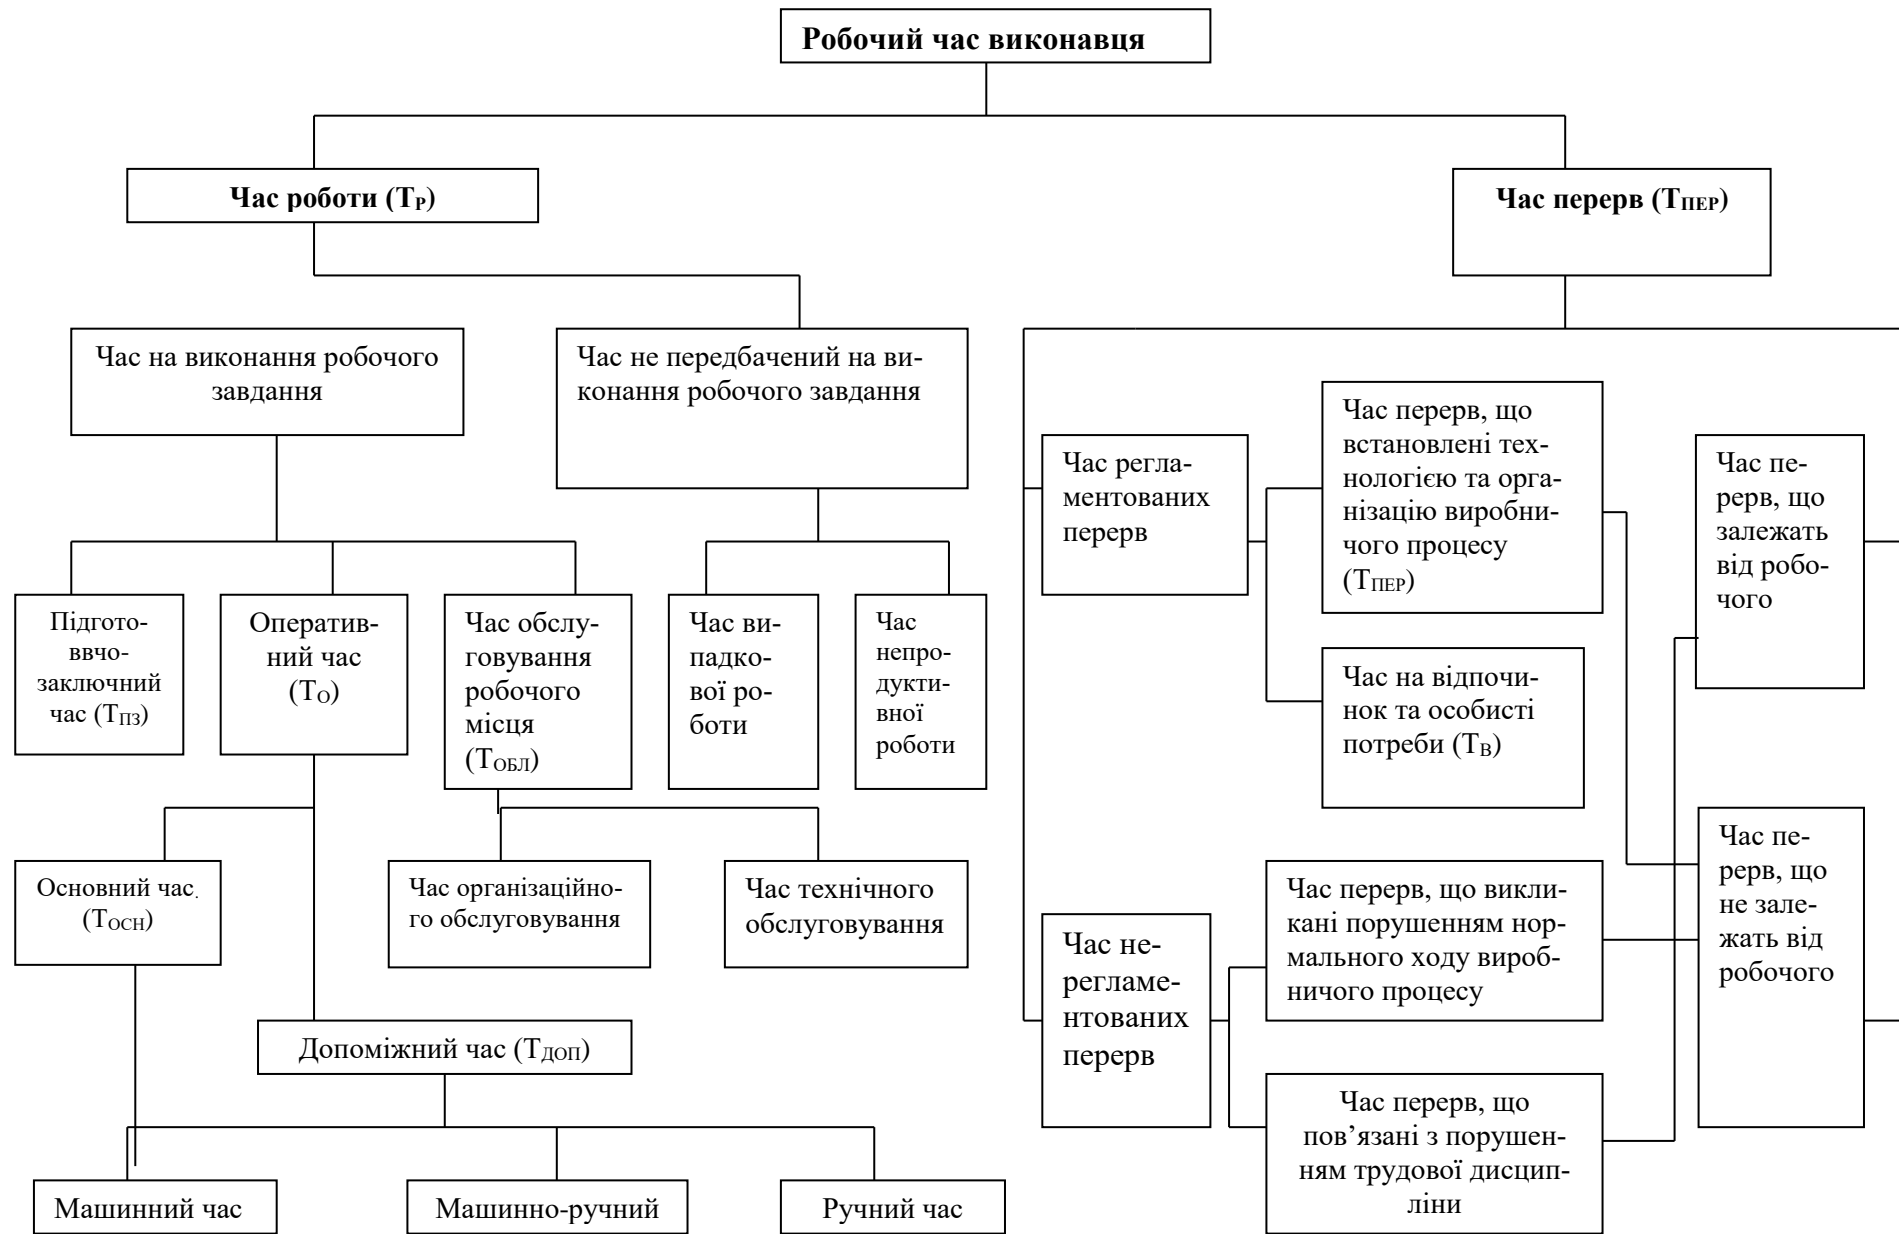 Робочий час виконавця
Час роботи (ТР)
Час перерв (ТПЕР)
Час на виконання робочого
завдання
Час не передбачений на ви-
конання робочого завдання
Підгото-
ввчо-
заключний
час (ТПЗ)
Оператив-
ний час
(ТО)
Час обслу-
говування
робочого
місця
(ТОБЛ)
Час ви-
падко-
вої ро-
боти
Час
непро-
дукти-
вної
роботи
Основний час.
(ТОСН)
Час організаційно-
го обслуговування
Час технічного
обслуговування
Допоміжний час (ТДОП)
Машинний час
Машинно-ручний
Ручний час
Час регла-
ментованих
перерв
Час перерв, що
встановлені тех-
нологією та орга-
нізацію виробни-
чого процесу
(ТПЕР)
Час на відпочи-
нок та особисті
потреби (ТВ)
Час не-
регламе-
нтованих
перерв
Час перерв, що викли-
кані порушенням нор-
мального ходу вироб-
ничого процесу
Час перерв, що
пов’язані з порушен-
ням трудової дисцип-
ліни
Час пе-
рерв, що
залежать
від робо-
чого
Час пе-
рерв, що
не зале-
жать від
робочого